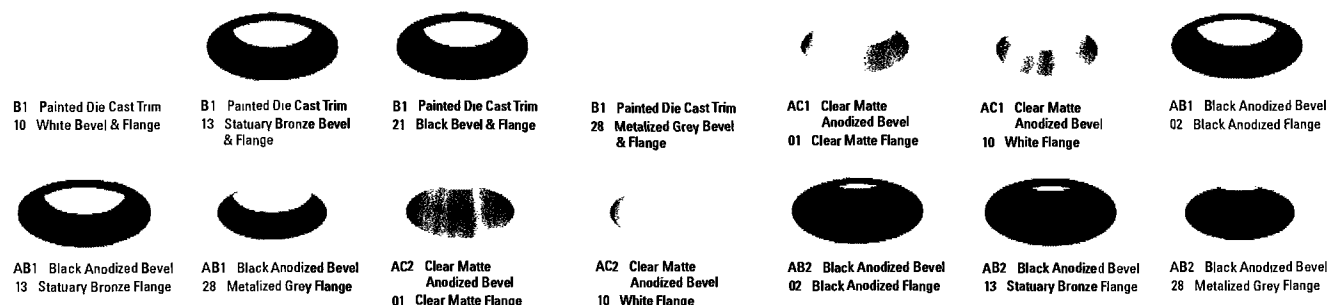 B1 Painted Die Cast Trim
10 White Bevel & Flange
B1 Painted Die Cast Trim
13 Statuary Bronze Bevel
& Flange
B1 Painted Die Cast Trim
21 Black Bevel & Flange
B1 Painted Die Cast Trim
28 Metalized Grey Bevel
& Flange
AC1 Clear Matte
Anodized Bevel
01 Clear Matte Flange
AC1 Clear Matte
Anodized Bevel
10 White Flange
AB1 Black Anodized Bevel
02 Black Anodized Flange
AB1 Black Anodized Bevel
13 Statuary Bronze Flange
AB1 Black Anodized Bevel
28 Metalized Grey Flange
AC2 Clear Matte
Anodized Bevel
01 Clear Matte Flange
AC2 Clear Matte
Anodized Bevel
10 White Flange
AB2 Black Anodized Bevel
02 Black Anodized Flange
AB2 Black Anodized Bevel
13 Statuary Bronze Flange
AB2 Black Anodized Bevel
28 Metalized Grey Flange